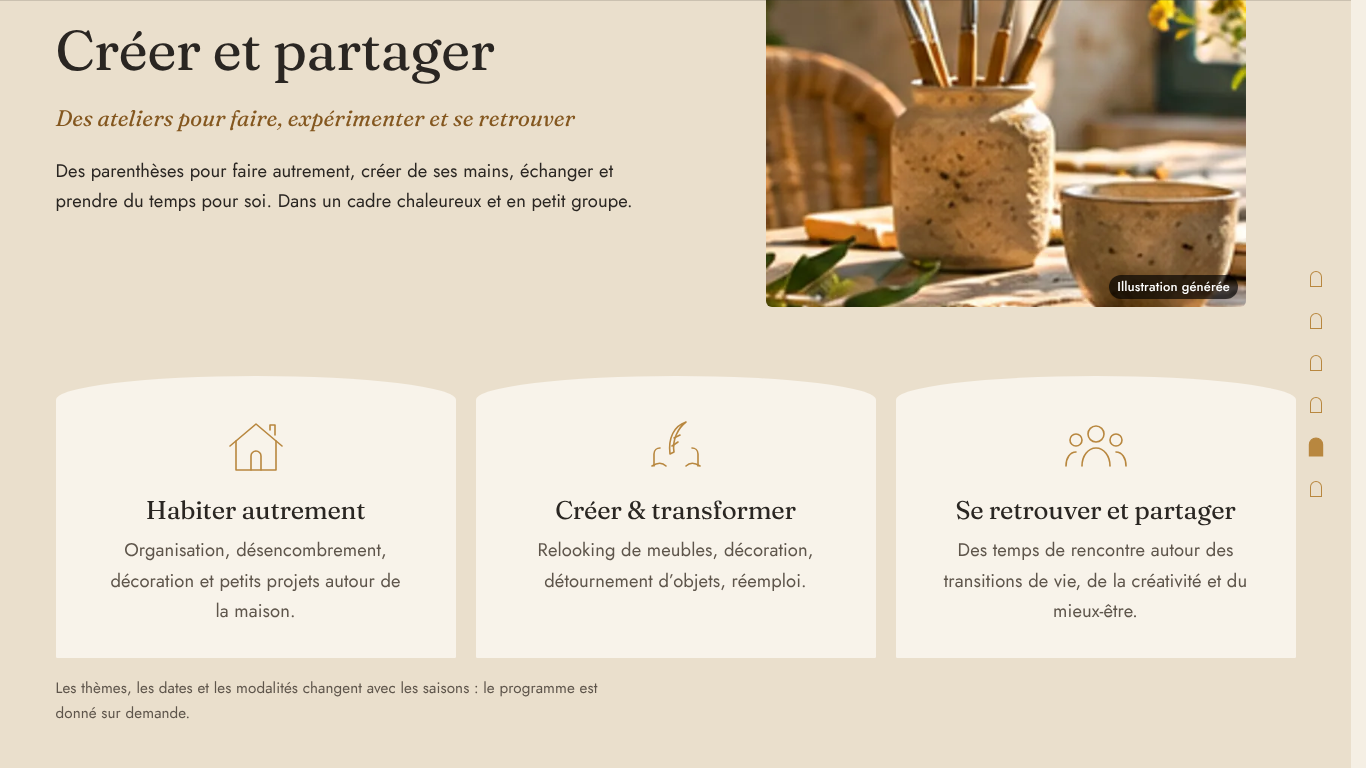 Créer et partager
Des ateliers pour faire, expérimenter et se retrouver
Des parenthèses pour faire autrement, créer de ses mains, échanger et
prendre du temps pour soi. Dans un cadre chaleureux et en petit groupe.
Illustration générée
Habiter autrement
Organisation, désencombrement,
décoration et petits projets autour de
la maison.
Créer & transformer
Relooking de meubles, décoration,
détournement d’objets, réemploi.
Se retrouver et partager
Des temps de rencontre autour des
transitions de vie, de la créativité et du
mieux-être.
Les thèmes, les dates et les modalités changent avec les saisons : le programme est
donné sur demande.